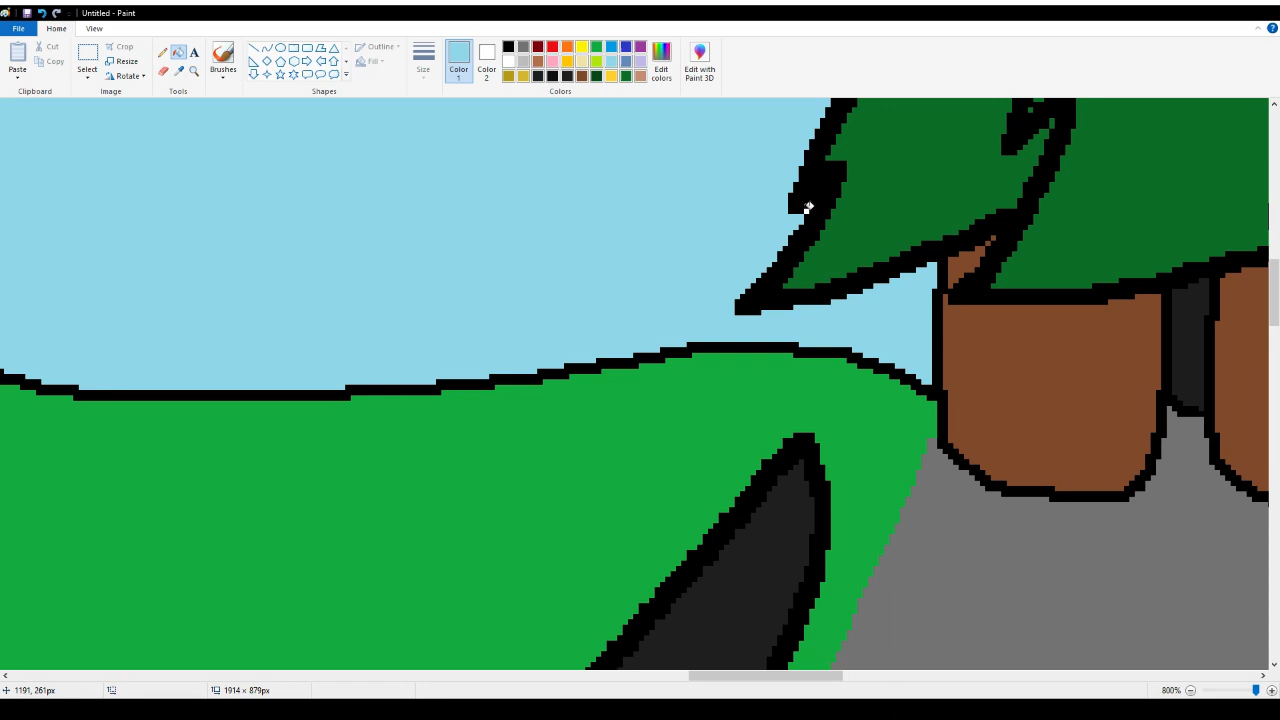 Untitled - Paint
File Home View
Paste
Cut
Copy
Clipboard
Select
Crop
Resize
Rotate
Image
A
Tools
Brushes
Outline
Fill
Shapes
Size
Color 1
Color 2
Edit colors
Colors
Edit with Paint 3D
1191, 261px
1914 × 879px
800%